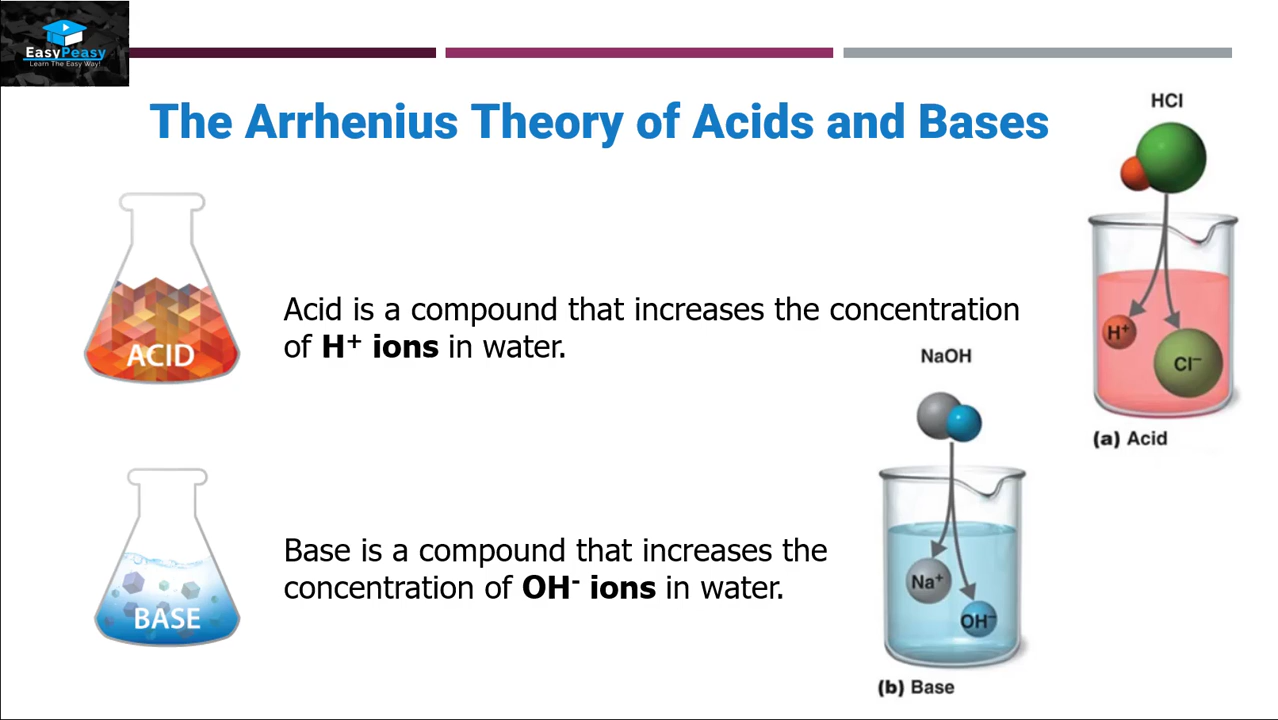 EasyPeasy
Learn The Easy Way!
The Arrhenius Theory of Acids and Bases
HCl
ACID
Acid is a compound that increases the concentration
of H⁺ ions in water.
H⁺
Cl⁻
(a) Acid
NaOH
BASE
Base is a compound that increases the
concentration of OH⁻ ions in water.
Na⁺
OH⁻
(b) Base